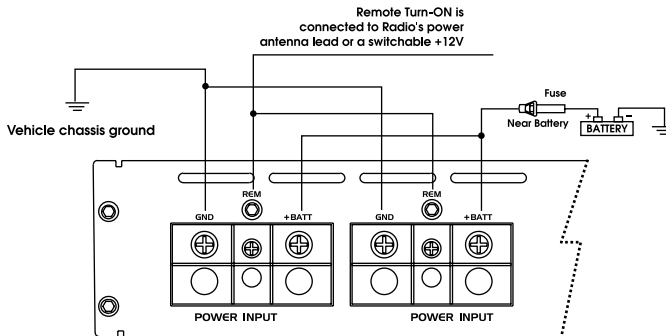 Remote Turn-ON is
connected to Radio's power
antenna lead or a switchable +12V
Vehicle chassis ground
Fuse
Near Battery
+ -
BATTERY
REM
REM
GND
+BATT
GND
+BATT
POWER INPUT
POWER INPUT